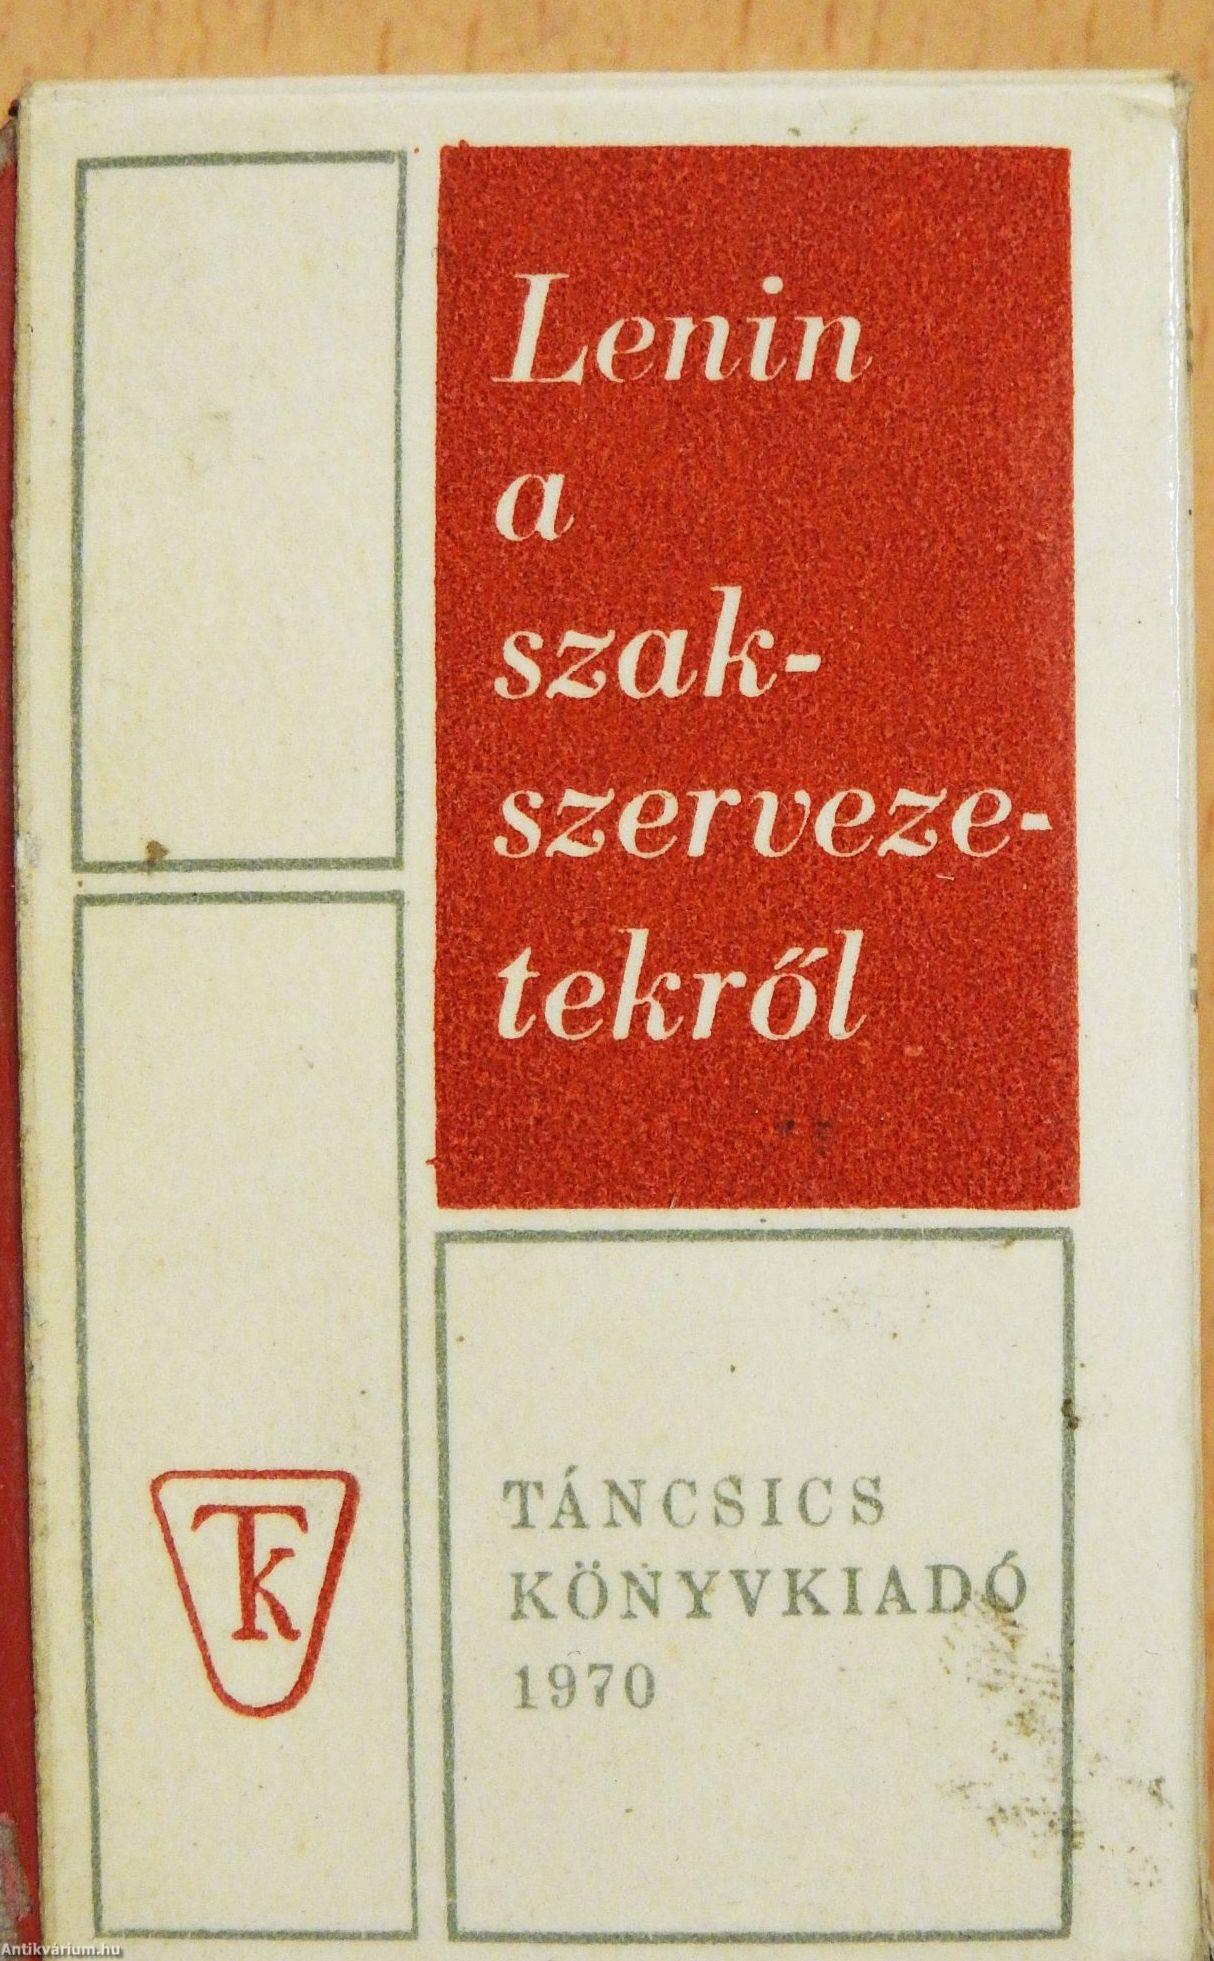 Lenin
a
szak-
szerveze-
tekről
TK
TÁNCSICS
KÖNYVKIADÓ
1970
Antikvárium.hu